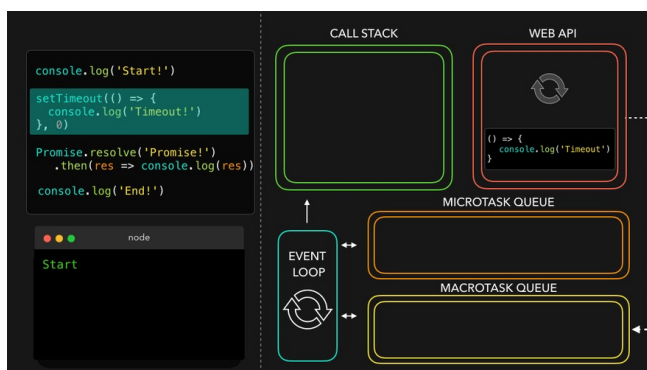 console.log('Start!')
setTimeout(() => {
console.log('Timeout!')
}, 0)
Promise.resolve('Promise!')
.then(res => console.log(res))
console.log('End!')
node
Start
CALL STACK
WEB API
() => {
console.log('Timeout')
}
MICROTASK QUEUE
EVENT
LOOP
MACROTASK QUEUE